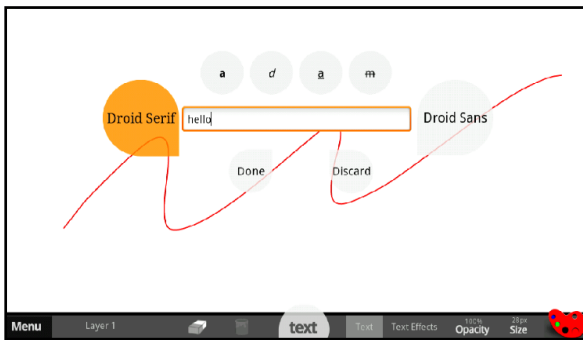 a d a m
Droid Serif hello Droid Sans
Done Discard
Menu Layer 1 text Text Text Effects 100% Opacity 20px Size